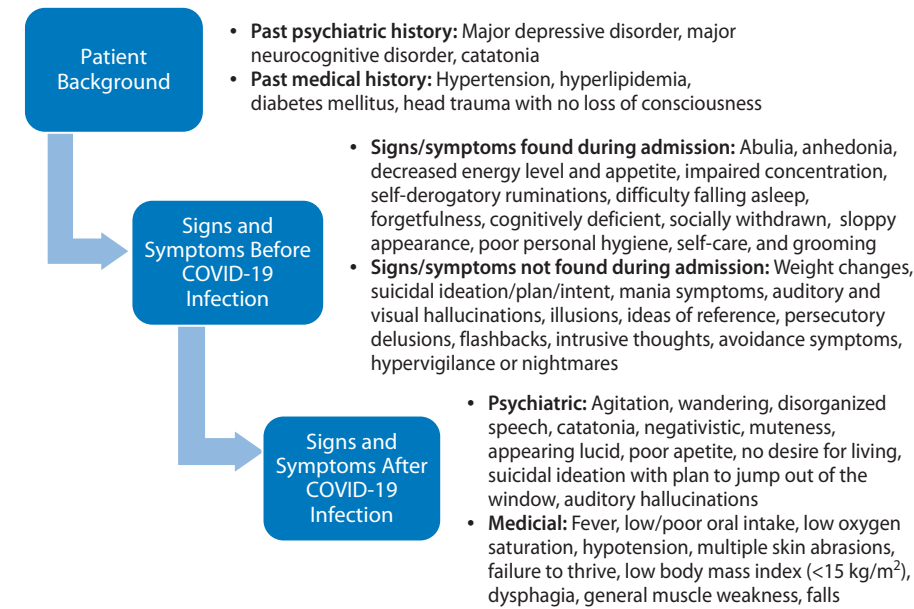 Patient
Background
• Past psychiatric history: Major depressive disorder, major
neurocognitive disorder, catatonia
• Past medical history: Hypertension, hyperlipidemia,
diabetes mellitus, head trauma with no loss of consciousness
Signs and
Symptoms Before
COVID-19
Infection
• Signs/symptoms found during admission: Abulia, anhedonia,
decreased energy level and appetite, impaired concentration,
self-derogatory ruminations, difficulty falling asleep,
forgetfulness, cognitively deficient, socially withdrawn, sloppy
appearance, poor personal hygiene, self-care, and grooming
• Signs/symptoms not found during admission: Weight changes,
suicidal ideation/plan/intent, mania symptoms, auditory and
visual hallucinations, illusions, ideas of reference, persecutory
delusions, flashbacks, intrusive thoughts, avoidance symptoms,
hypervigilance or nightmares
Signs and
Symptoms After
COVID-19
Infection
• Psychiatric: Agitation, wandering, disorganized
speech, catatonia, negativistic, muteness,
appearing lucid, poor apetite, no desire for living,
suicidal ideation with plan to jump out of the
window, auditory hallucinations
• Medicial: Fever, low/poor oral intake, low oxygen
saturation, hypotension, multiple skin abrasions,
failure to thrive, low body mass index (<15 kg/m²),
dysphagia, general muscle weakness, falls